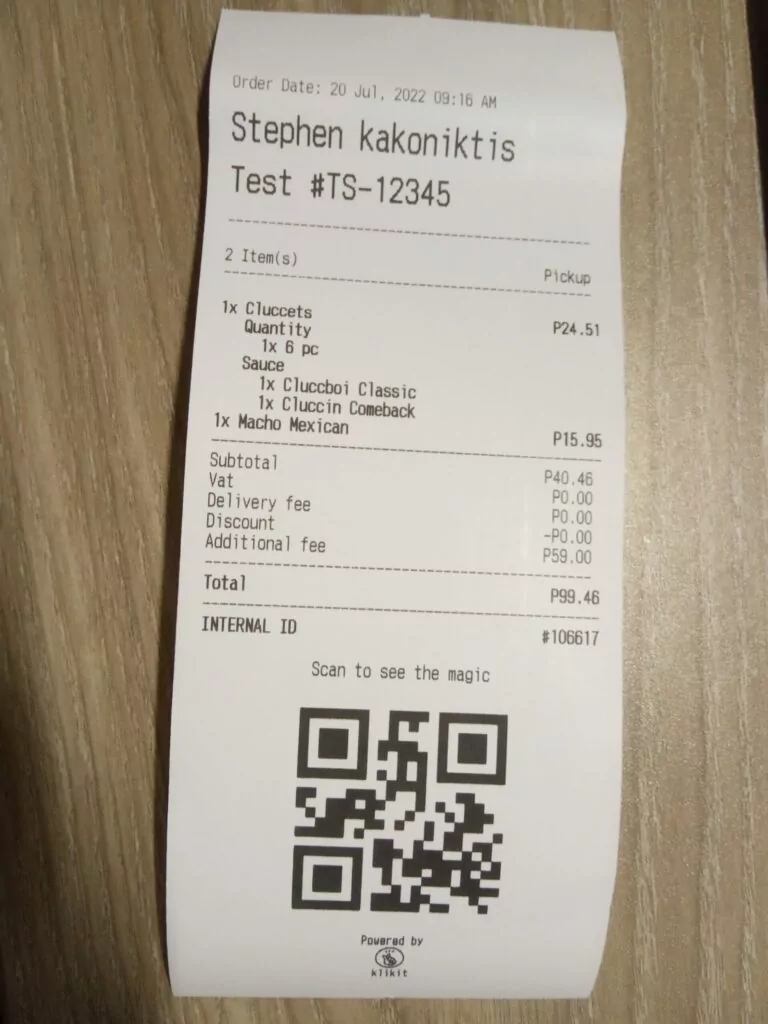 Order Date: 20 Jul, 2022 09:16 AM
Stephen kakoniktis
Test #TS-12345
2 Item(s) Pickup
1x Cluccets P24.51
Quantity
1x 6 pc
Sauce
1x Cluccboi Classic
1x Cluccin Comeback
1x Macho Mexican P15.95
Subtotal P40.46
Vat P0.00
Delivery fee P0.00
Discount -P0.00
Additional fee P59.00
Total P99.46
INTERNAL ID #106617
Scan to see the magic
Powered by
klikit